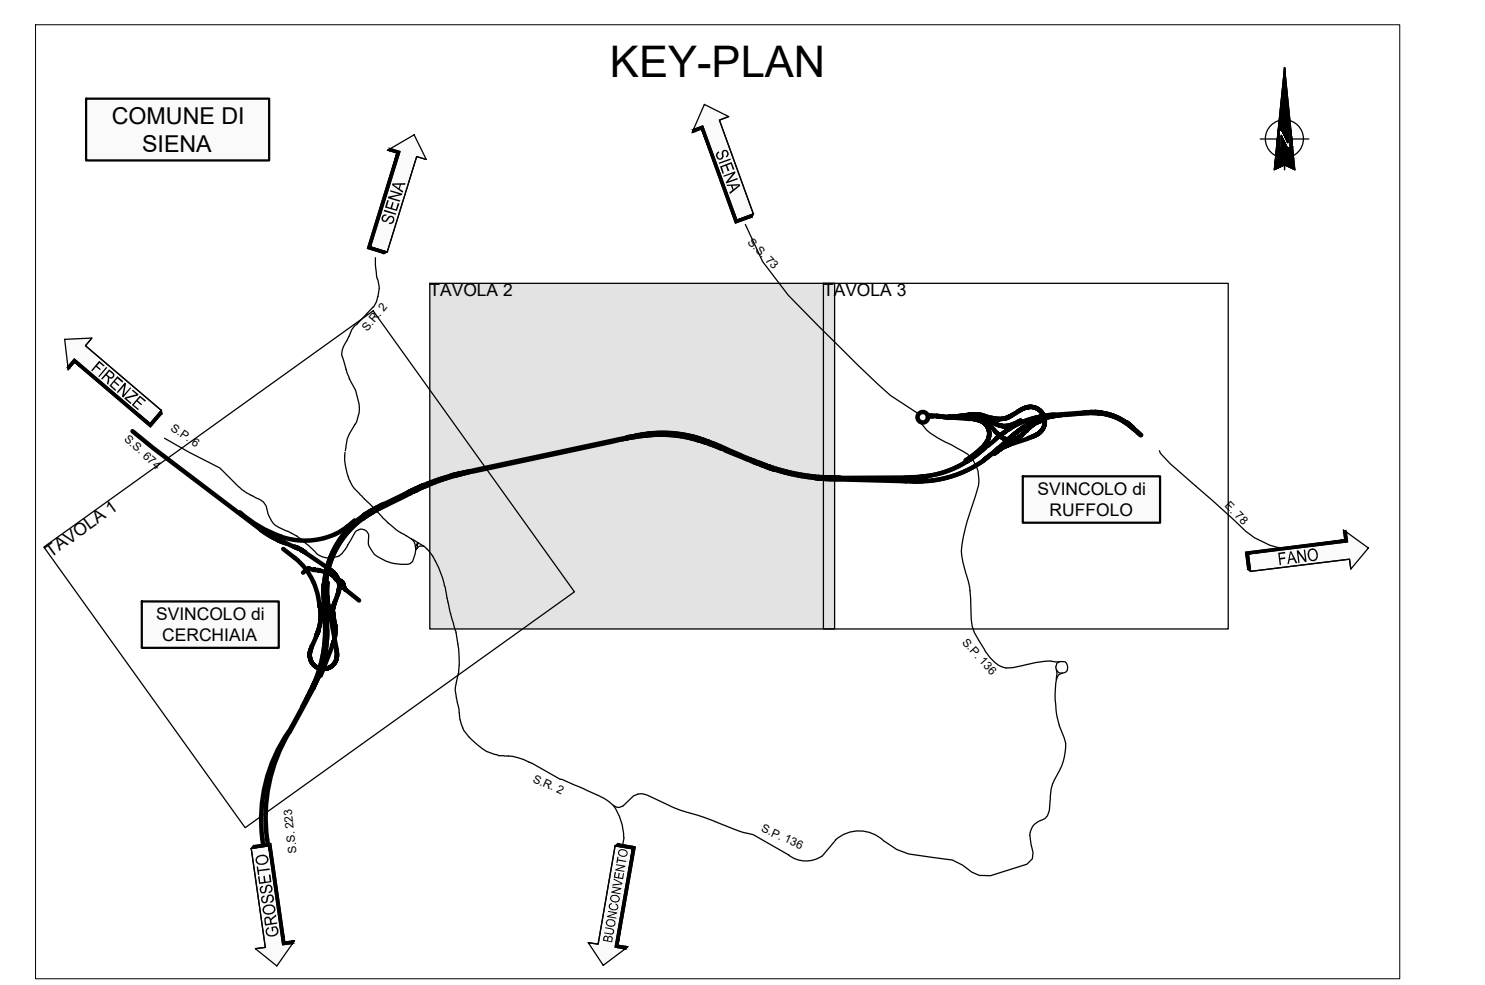 KEY-PLAN
COMUNE DI
SIENA
SIENA
SIENA
N
S.S. 73
TAVOLA 2
TAVOLA 3
S.R. 2
FIRENZE
S.P. 6
S.S. 674
TAVOLA 1
SVINCOLO di
RUFFOLO
E. 78
FANO
SVINCOLO di
CERCHIAIA
S.P. 136
S.R. 2
S.P. 136
S.S. 223
GROSSETO
BUONCONVENTO